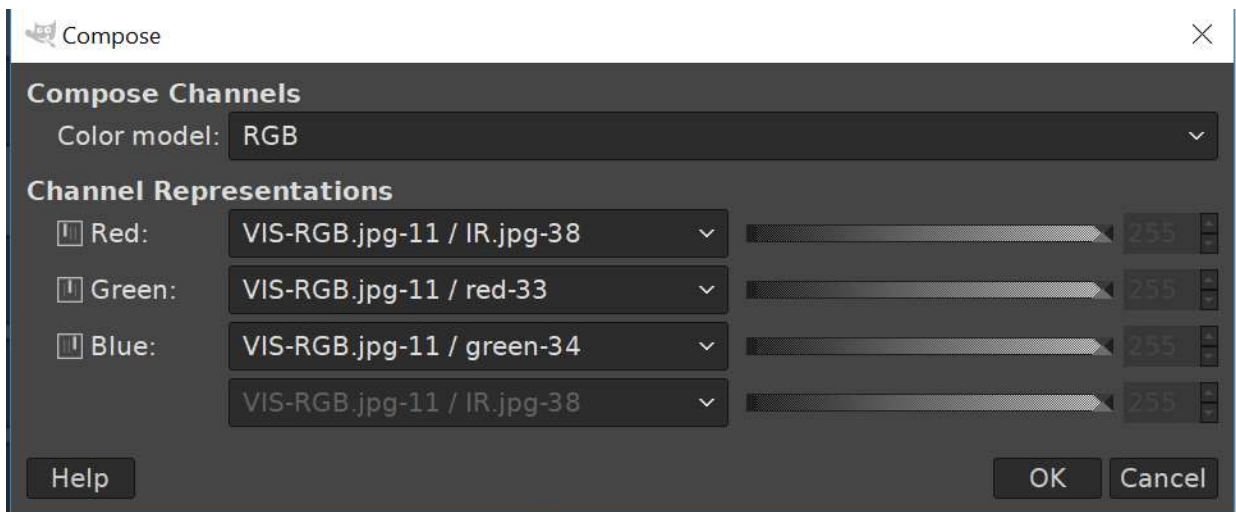 Compose
Compose Channels
Color model: RGB
Channel Representations
Red: VIS-RGB.jpg-11 / IR.jpg-38 255
Green: VIS-RGB.jpg-11 / red-33 255
Blue: VIS-RGB.jpg-11 / green-34 255
VIS-RGB.jpg-11 / IR.jpg-38 255
Help OK Cancel